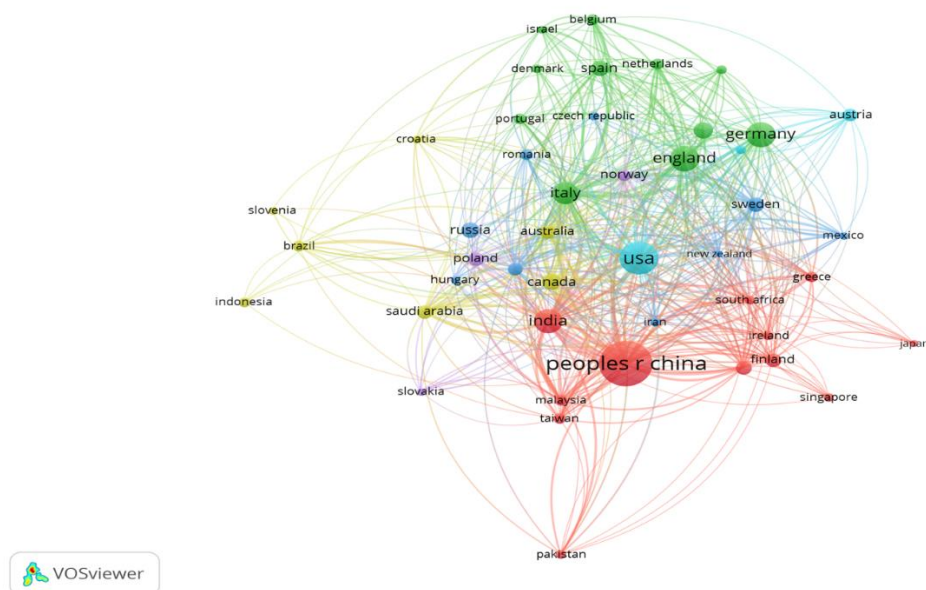 belgium
israel
denmark
spain
netherlands
portugal
czech republic
austria
croatia
romania
england
germany
norway
italy
slovenia
sweden
russia
australia
mexico
brazil
poland
usa
new zealand
hungary
canada
greece
indonesia
saudi arabia
south africa
india
iran
ireland
japan
peoples r china
finland
slovakia
malaysia
singapore
taiwan
pakistan
VOSviewer